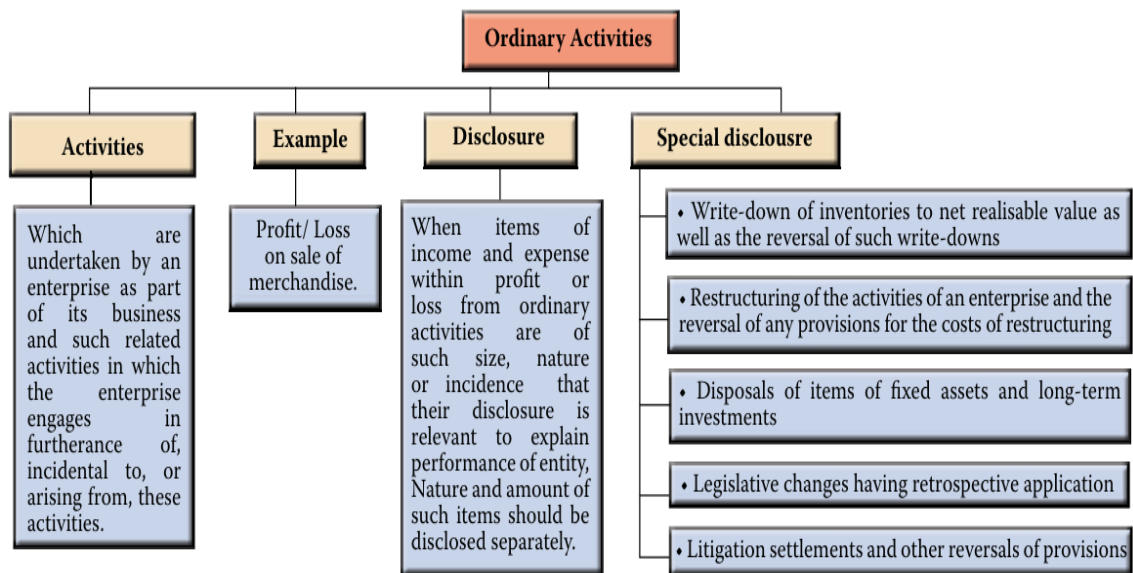 Ordinary Activities
Activities
Example
Disclosure
Special disclousre
Which are
undertaken by an
enterprise as part
of its business
and such related
activities in which
the enterprise
engages in
furtherance of,
incidental to, or
arising from, these
activities.
Profit/ Loss
on sale of
merchandise.
When items of
income and expense
within profit or
loss from ordinary
activities are of
such size, nature
or incidence that
their disclosure is
relevant to explain
performance of entity,
Nature and amount of
such items should be
disclosed separately.
♦ Write-down of inventories to net realisable value as
well as the reversal of such write-downs
♦ Restructuring of the activities of an enterprise and the
reversal of any provisions for the costs of restructuring
♦ Disposals of items of fixed assets and long-term
investments
♦ Legislative changes having retrospective application
♦ Litigation settlements and other reversals of provisions